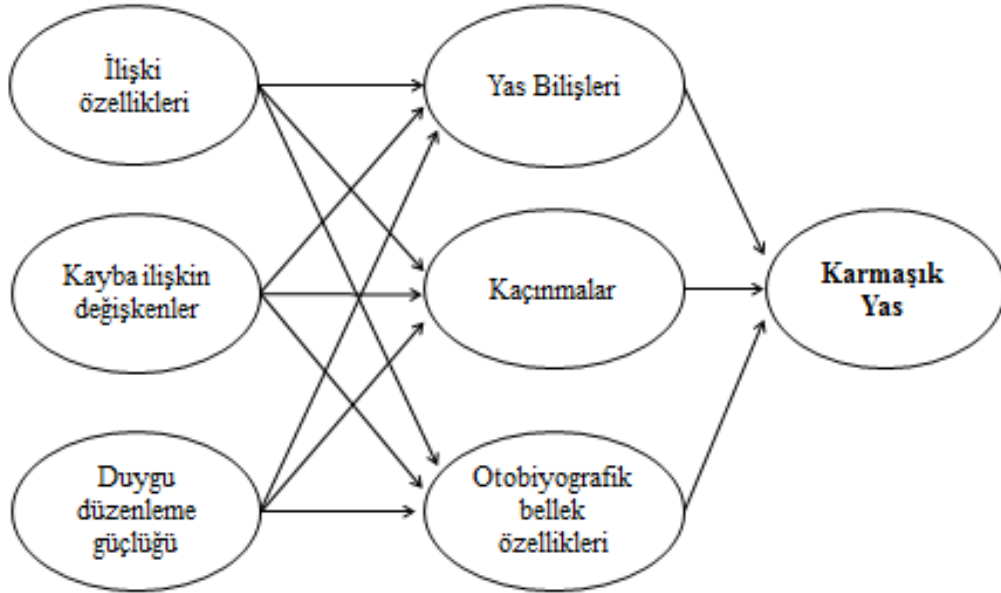 İlişki
özellikleri
Yas Bilişleri
Kayba ilişkin
değişkenler
Kaçınmalar
Karmaşık
Yas
Duygu
düzenleme
güçlüğü
Otobiyografik
bellek
özellikleri